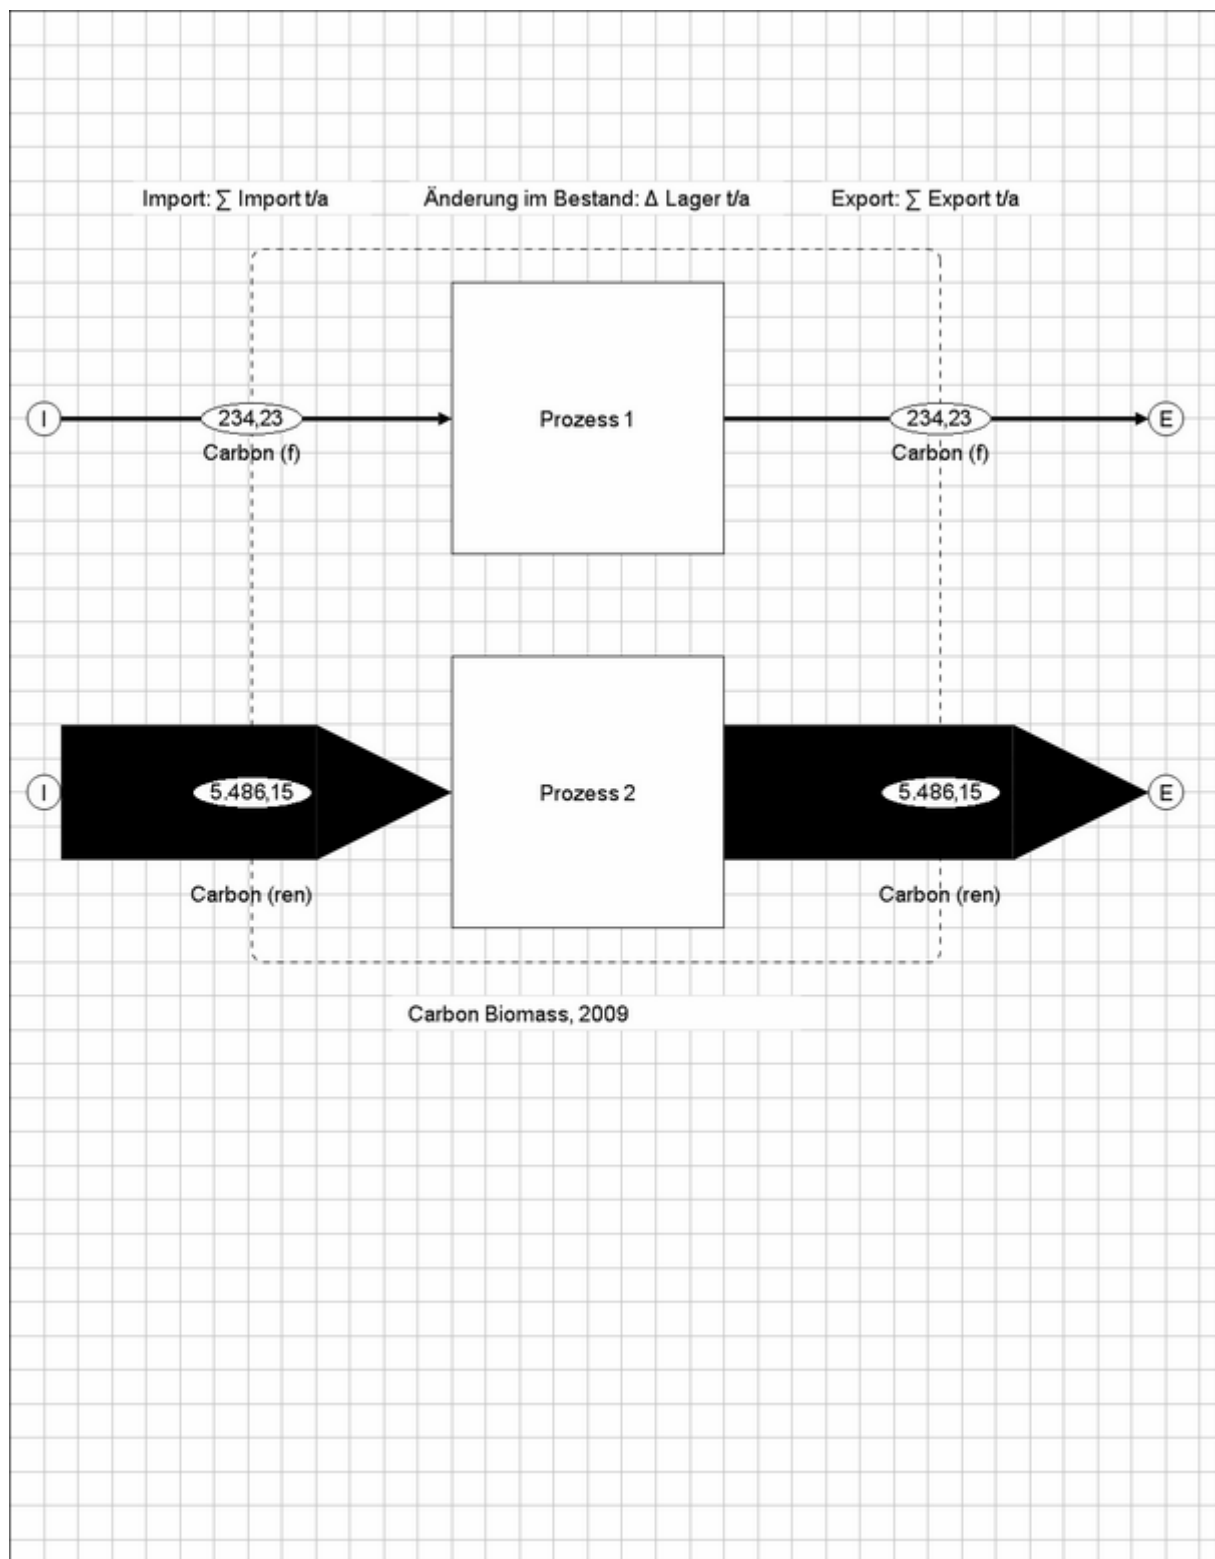 Import: ∑ Import t/a Änderung im Bestand: Δ Lager t/a Export: ∑ Export t/a
I 234,23 Prozess 1 234,23 E
Carbon (f) Carbon (f)
I 5.486,15 Prozess 2 5.486,15 E
Carbon (ren) Carbon (ren)
Carbon Biomass, 2009